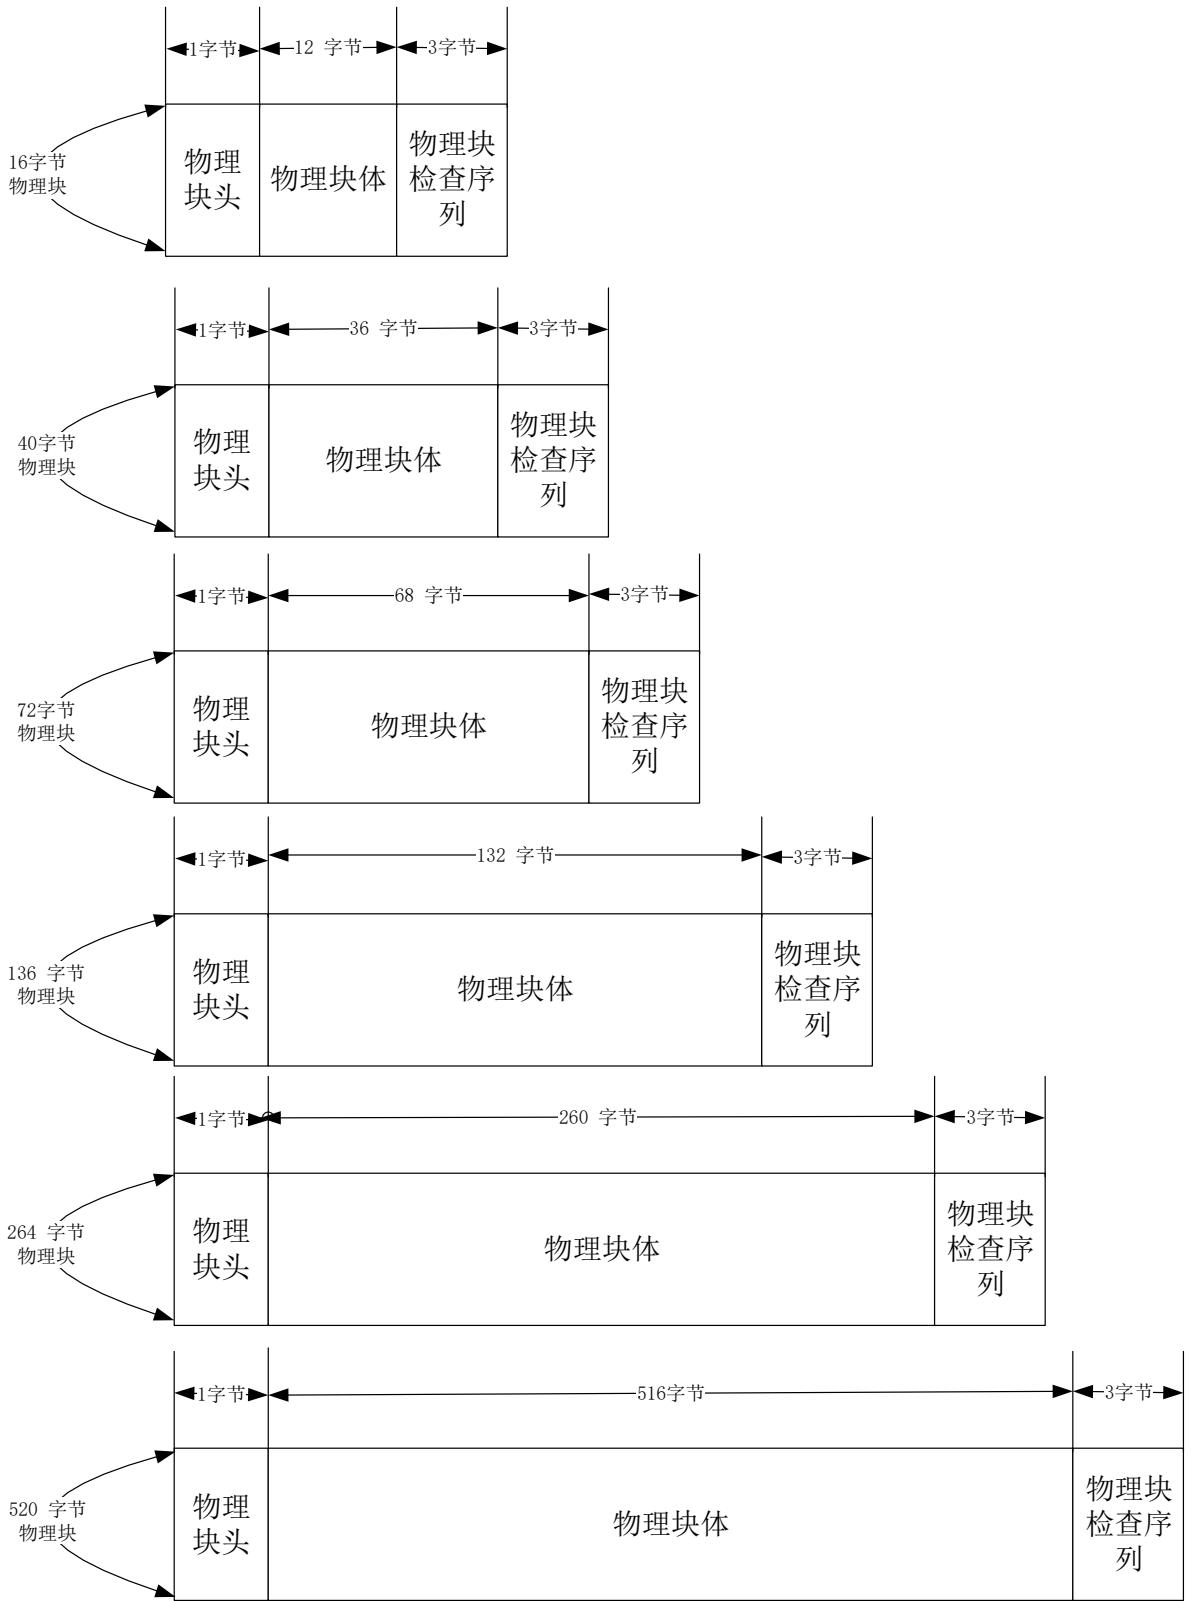 1字节
12 字节
3字节
16字节
物理块
物理
块头
物理块体
物理块
检查序
列
1字节
36 字节
3字节
40字节
物理块
物理
块头
物理块体
物理块
检查序
列
1字节
68 字节
3字节
72字节
物理块
物理
块头
物理块体
物理块
检查序
列
1字节
132 字节
3字节
136 字节
物理块
物理
块头
物理块体
物理块
检查序
列
1字节
260 字节
3字节
264 字节
物理块
物理
块头
物理块体
物理块
检查序
列
1字节
516字节
3字节
520 字节
物理块
物理
块头
物理块体
物理块
检查序
列